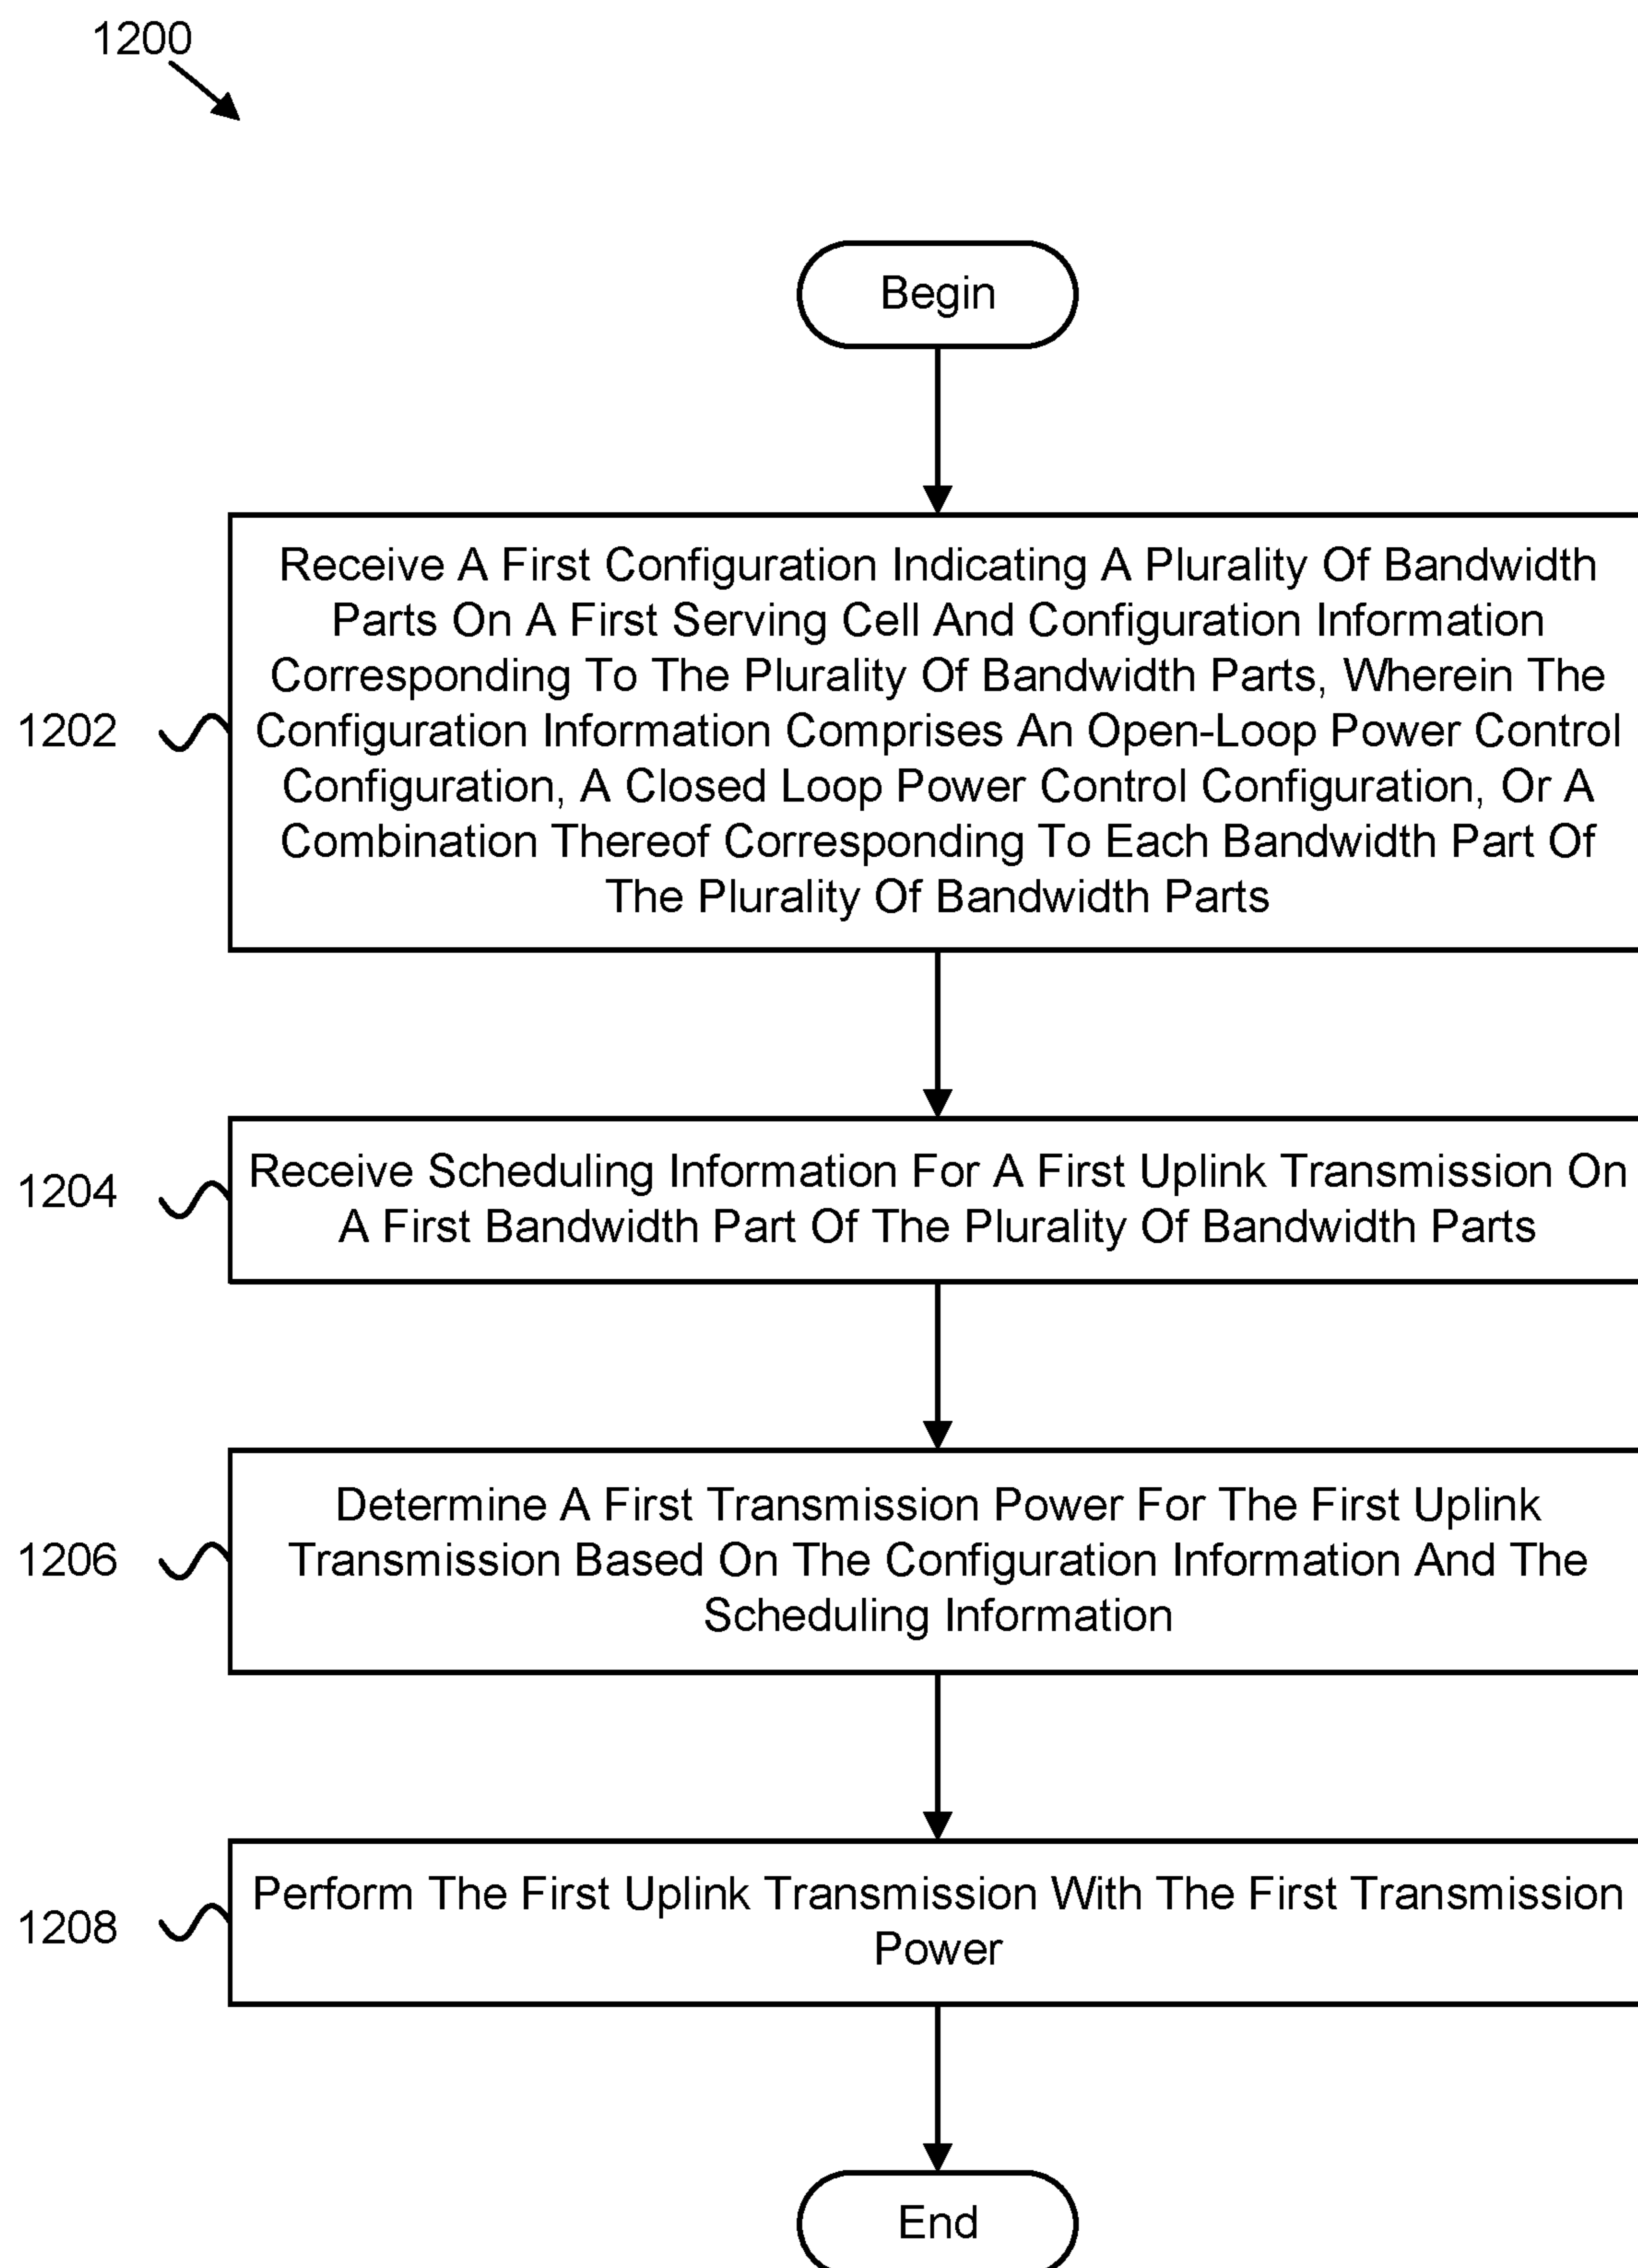 1200
Begin
Receive A First Configuration Indicating A Plurality Of Bandwidth
Parts On A First Serving Cell And Configuration Information
Corresponding To The Plurality Of Bandwidth Parts, Wherein The
Configuration Information Comprises An Open-Loop Power Control
Configuration, A Closed Loop Power Control Configuration, Or A
Combination Thereof Corresponding To Each Bandwidth Part Of
The Plurality Of Bandwidth Parts
1202
Receive Scheduling Information For A First Uplink Transmission On
A First Bandwidth Part Of The Plurality Of Bandwidth Parts
1204
Determine A First Transmission Power For The First Uplink
Transmission Based On The Configuration Information And The
Scheduling Information
1206
Perform The First Uplink Transmission With The First Transmission
Power
1208
End